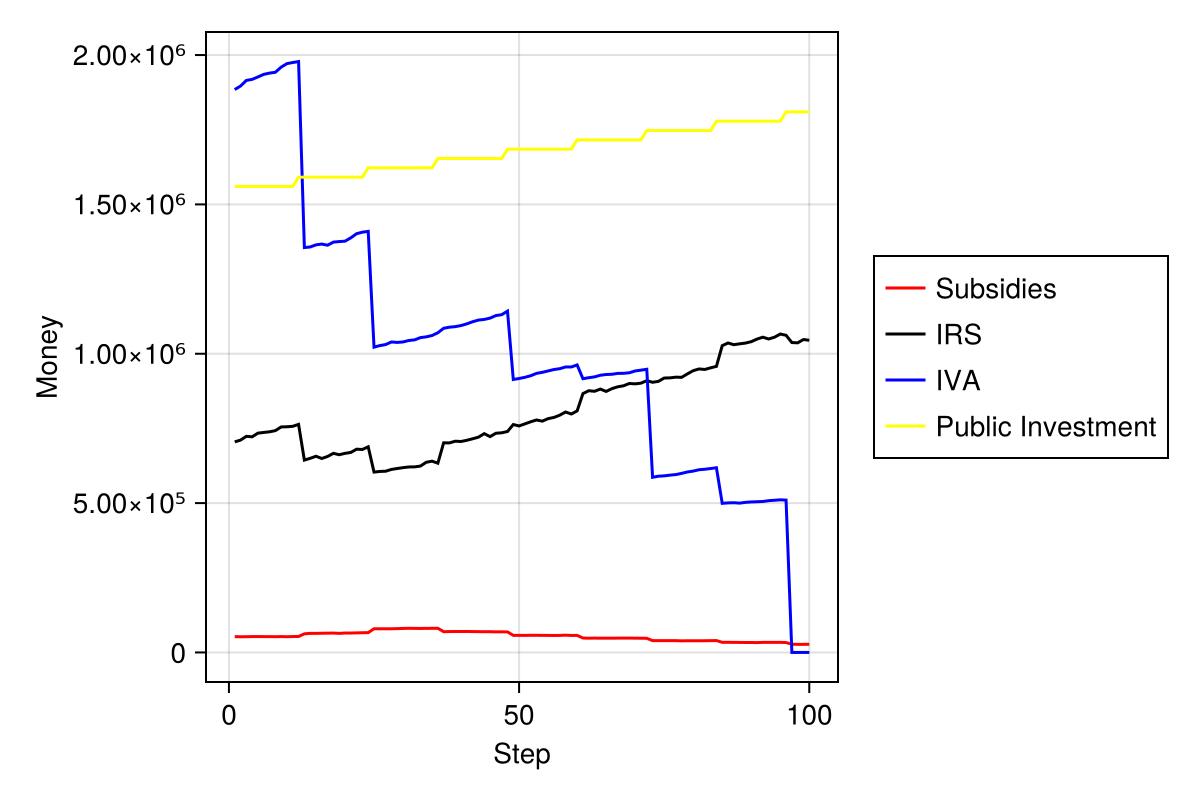 2.00×10⁶
1.50×10⁶
1.00×10⁶
5.00×10⁵
0
Money
0 50 100
Step
Subsidies
IRS
IVA
Public Investment